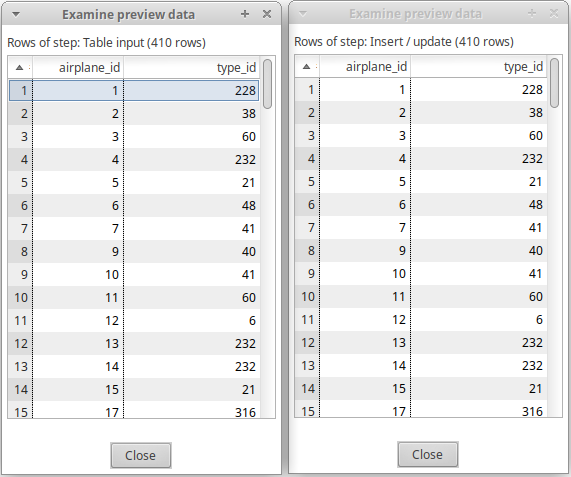 Examine preview data
Rows of step: Table input (410 rows)
airplane_id type_id
1 1 228
2 2 38
3 3 60
4 4 232
5 5 21
6 6 48
7 7 41
8 9 40
9 10 41
10 11 60
11 12 6
12 13 232
13 14 232
14 15 21
15 17 316
Close
Examine preview data
Rows of step: Insert / update (410 rows)
airplane_id type_id
1 1 228
2 2 38
3 3 60
4 4 232
5 5 21
6 6 48
7 7 41
8 9 40
9 10 41
10 11 60
11 12 6
12 13 232
13 14 232
14 15 21
15 17 316
Close